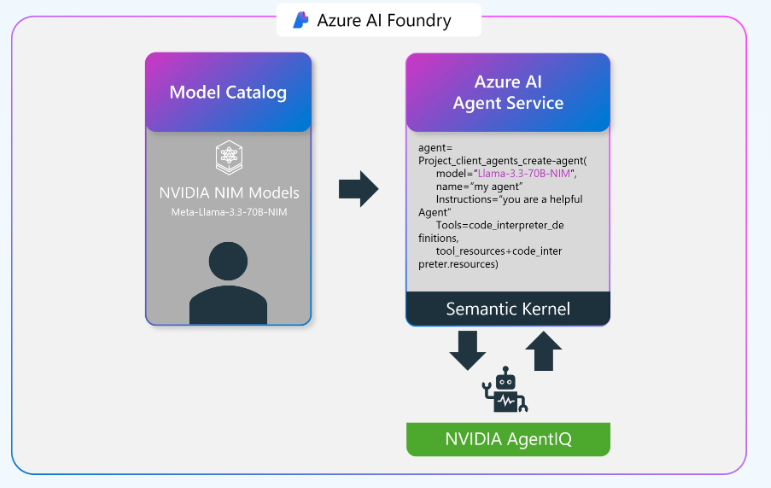 Azure AI Foundry
Model Catalog
NVIDIA NIM Models
Meta-Llama-3.3-70B-NIM
Azure AI
Agent Service
agent=
Project_client_agents_create-agent(
model=“Llama-3.3-70B-NIM”,
name=“my agent”
Instructions=“you are a helpful
Agent”
Tools=code_interpreter_de
finitions,
tool_resources+code_inter
preter.resources)
Semantic Kernel
NVIDIA AgentIQ